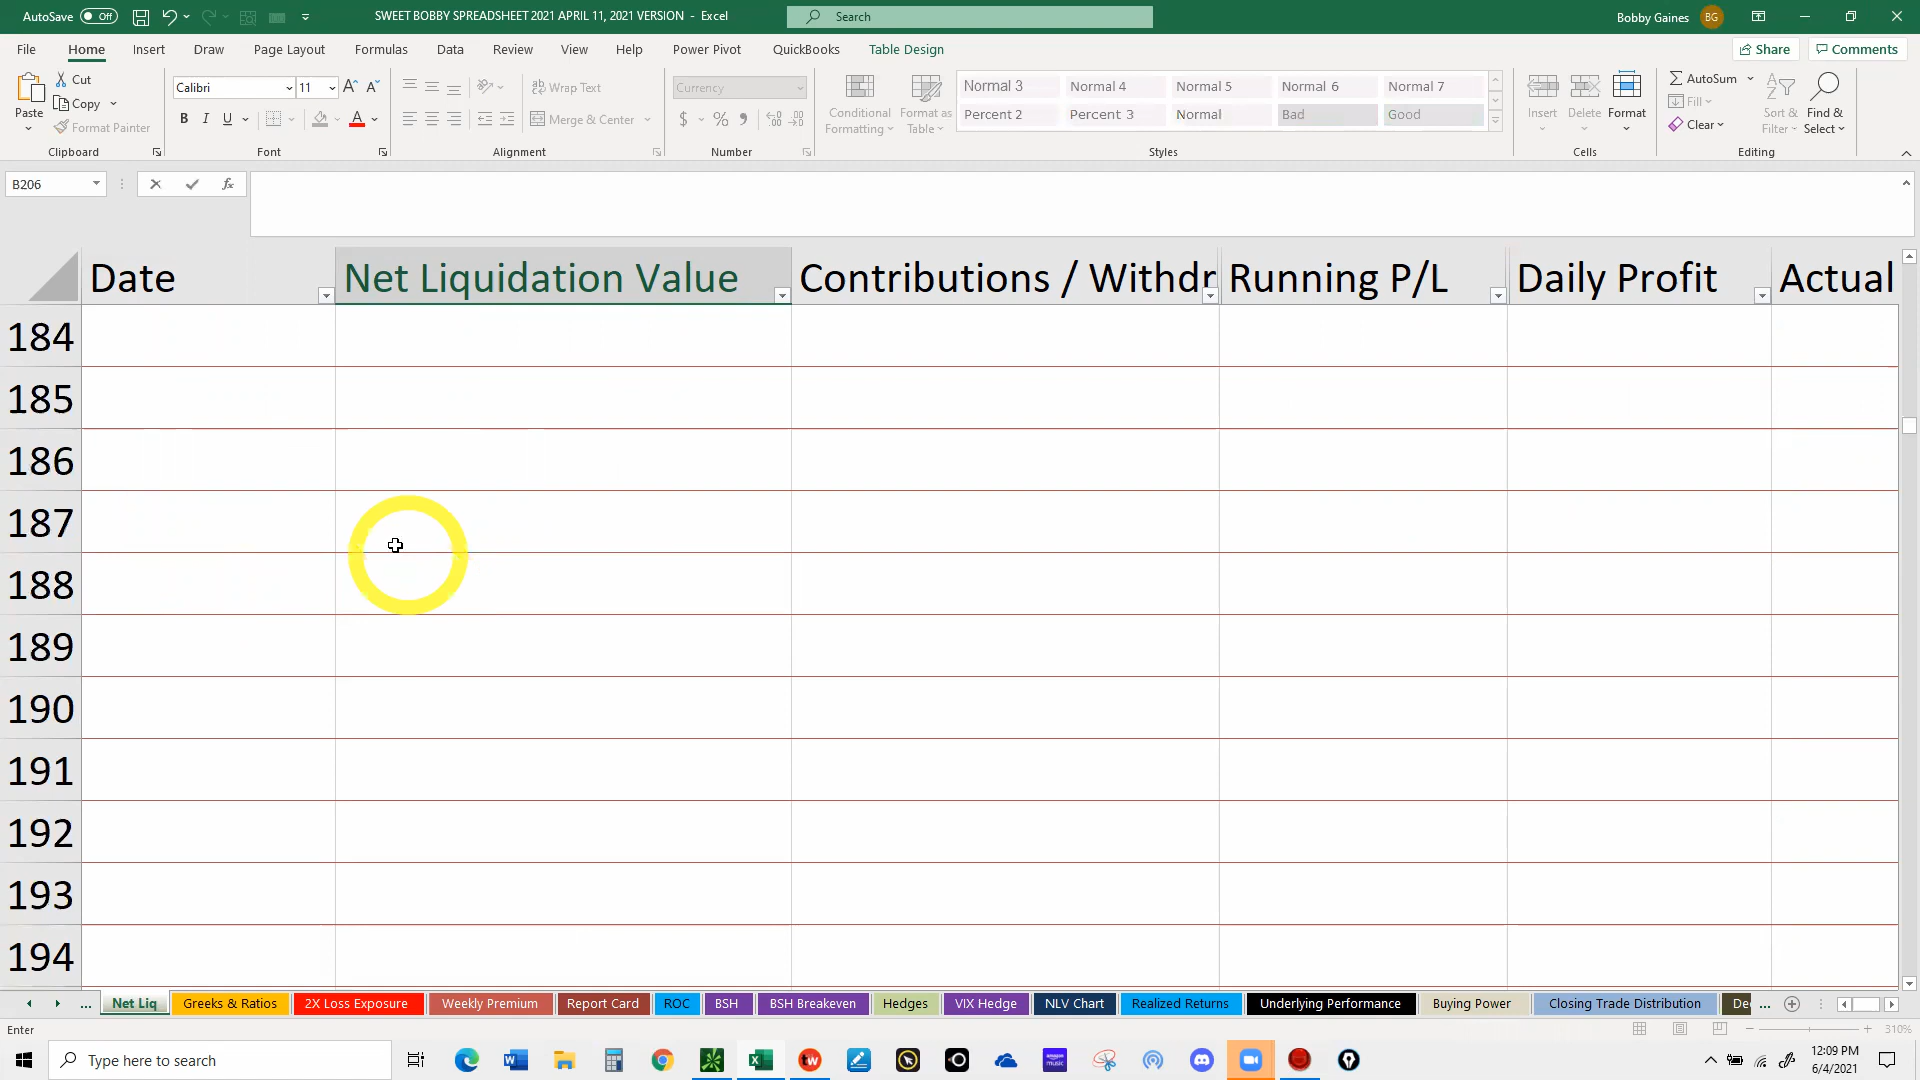 AutoSave Off SWEET BOBBY SPREADSHEET 2021 APRIL 11, 2021 VERSION - Excel Search Bobby Gaines BG
File Home Insert Draw Page Layout Formulas Data Review View Help Power Pivot QuickBooks Table Design Share Comments
Paste Cut Copy Format Painter
Clipboard
Calibri 11
B I U A
Font
Wrap Text
Merge & Center
Alignment
Currency
$ % 9
Number
Conditional Formatting Format as Table
Normal 3 Normal 4 Normal 5 Normal 6 Normal 7
Percent 2 Percent 3 Normal Bad Good
Styles
Insert Delete Format
Cells
AutoSum Fill Clear Sort & Filter Find & Select
Editing
B206 fx
Date Net Liquidation Value Contributions / Withdr Running P/L Daily Profit Actual
184
185
186
187
188
189
190
191
192
193
194
... Net Liq Greeks & Ratios 2X Loss Exposure Weekly Premium Report Card ROC BSH BSH Breakeven Hedges VIX Hedge NLV Chart Realized Returns Underlying Performance Buying Power Closing Trade Distribution De ...
Enter 310%
Type here to search tw 12:09 PM
6/4/2021